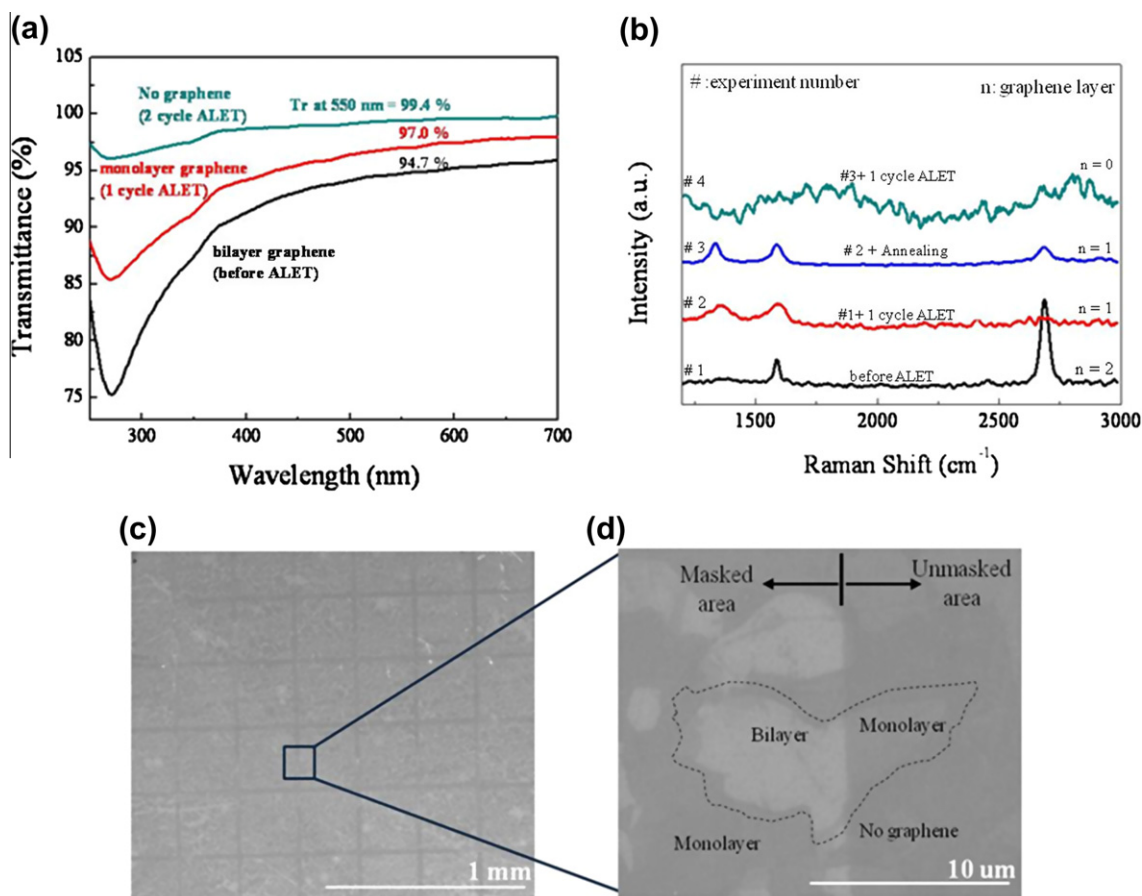 (a)
105
100
95
90
85
80
75
Transmittance (%)
No graphene
(2 cycle ALET)
Tr at 550 nm = 99.4 %
97.0 %
94.7 %
monolayer graphene
(1 cycle ALET)
bilayer graphene
(before ALET)
300 400 500 600 700
Wavelength (nm)
(b)
# :experiment number
n: graphene layer
Intensity (a.u.)
# 4
#3+ 1 cycle ALET
n = 0
# 3
# 2 + Annealing
n = 1
# 2
#1+ 1 cycle ALET
n = 1
# 1
before ALET
n = 2
1500 2000 2500 3000
Raman Shift (cm⁻¹)
(c)
1 mm
(d)
Masked
area
Unmasked
area
Bilayer
Monolayer
Monolayer
No graphene
10 um